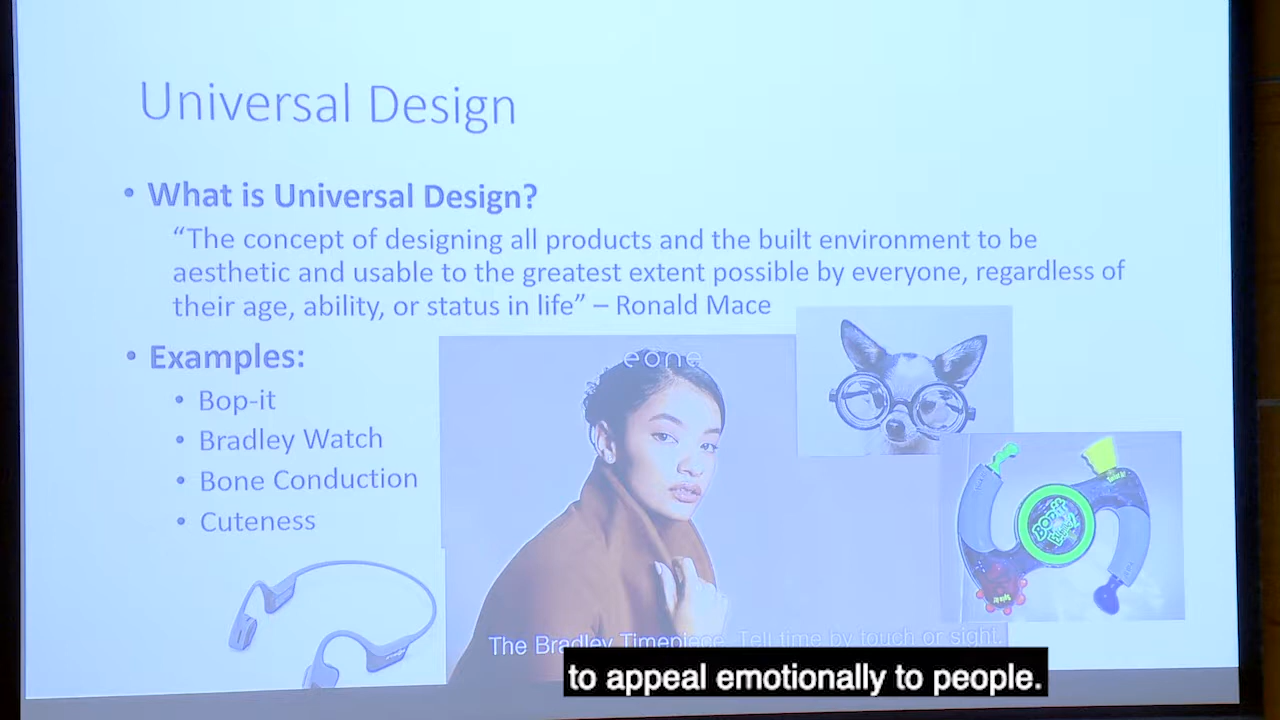 Universal Design
• What is Universal Design?
“The concept of designing all products and the built environment to be
aesthetic and usable to the greatest extent possible by everyone, regardless of
their age, ability, or status in life” – Ronald Mace
• Examples:
• Bop-it
• Bradley Watch
• Bone Conduction
• Cuteness
eone
The Bradley Timepiece. Tell time by touch or sight.
to appeal emotionally to people.